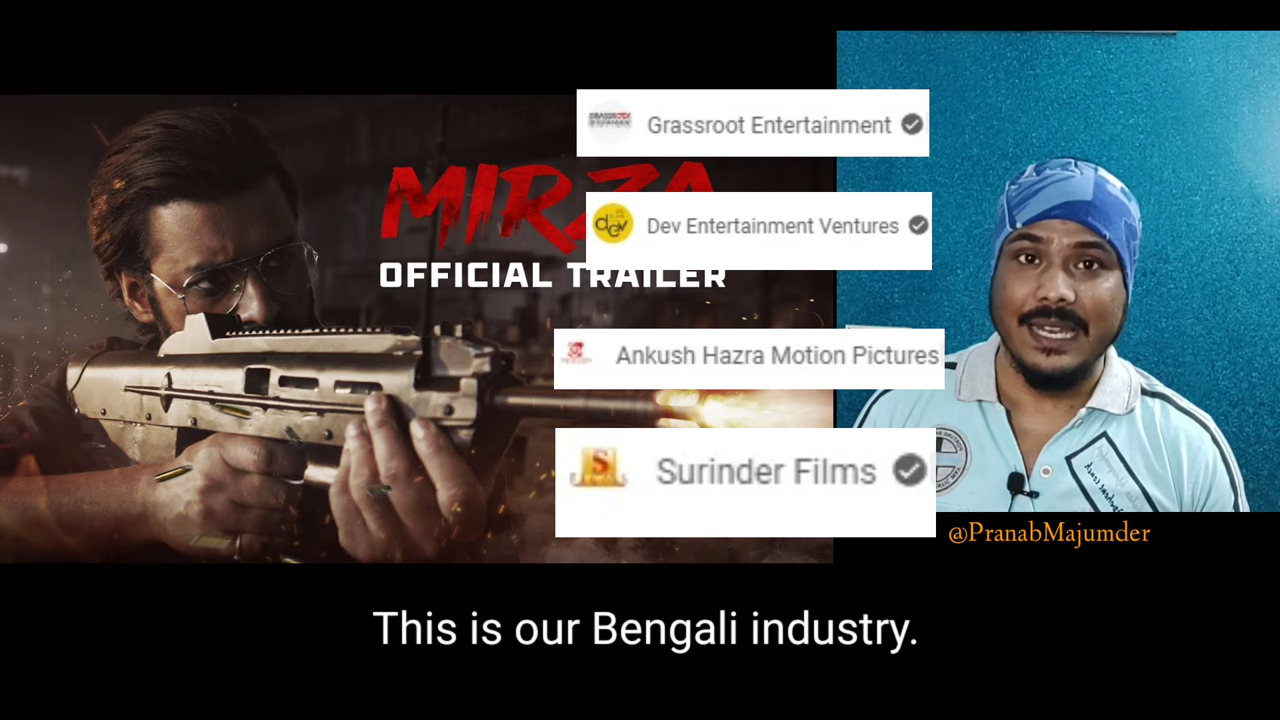 MIRZA
OFFICIAL TRAILER
Grassroot Entertainment
dev
Dev Entertainment Ventures
Ankush Hazra Motion Pictures
S
Surinder Films
@PranabMajumder
This is our Bengali industry.